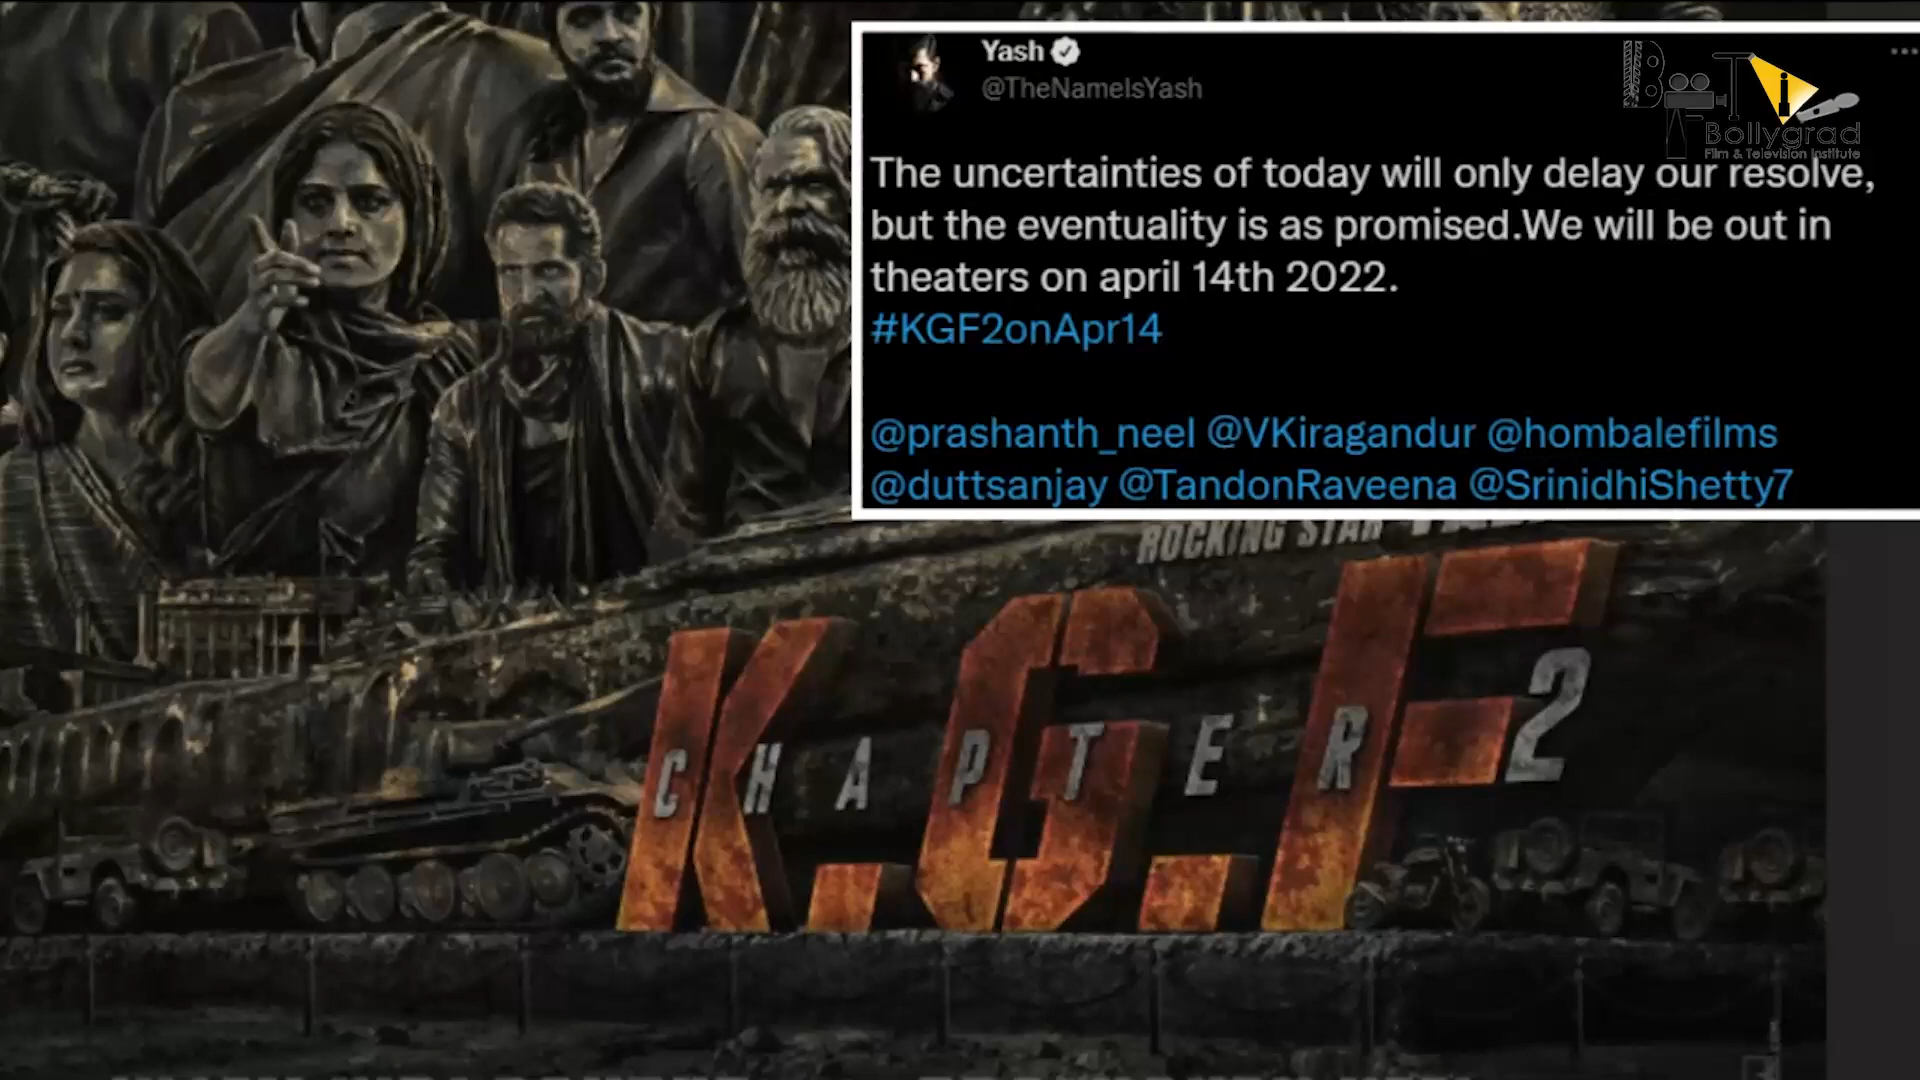 Yash
@TheNameIsYash
Bollygrad
Film & Television Institute
The uncertainties of today will only delay our resolve,
but the eventuality is as promised.We will be out in
theaters on april 14th 2022.
#KGF2onApr14
@prashanth_neel @VKiragandur @hombalefilms
@duttsanjay @TandonRaveena @SrinidhiShetty7
ROCKING STAR
K.G.F
CHAPTER 2